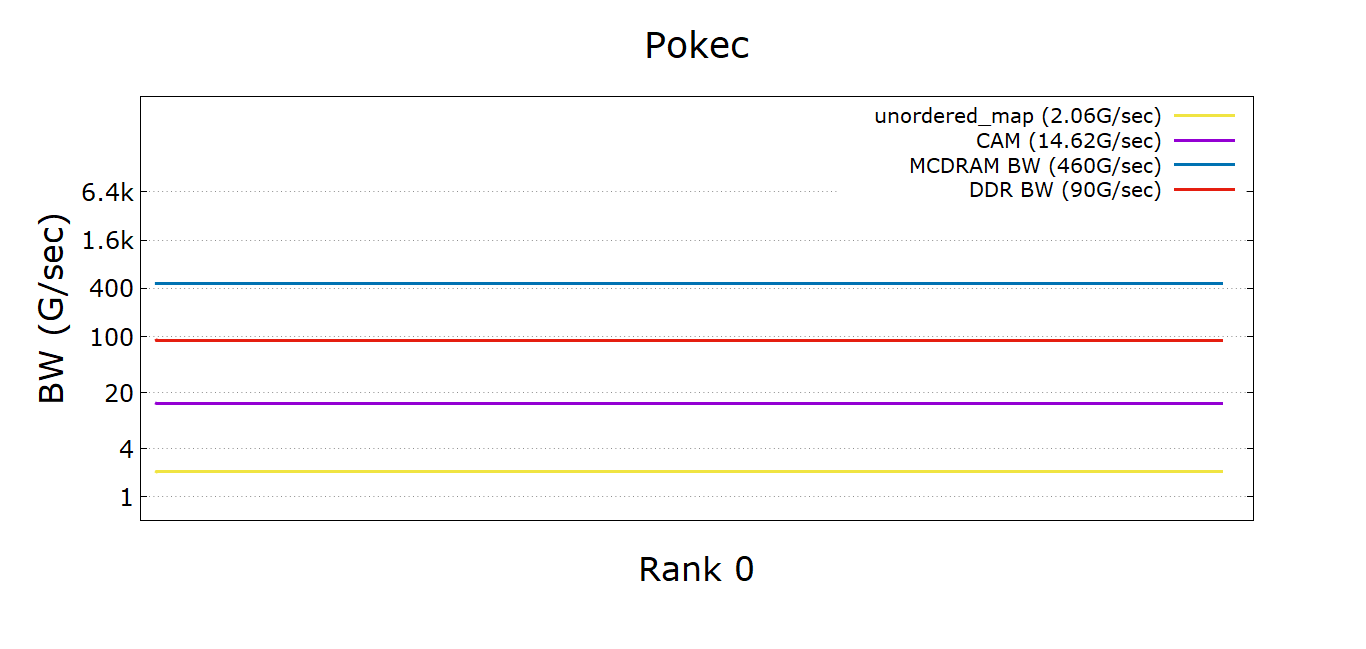 Pokec
unordered_map (2.06G/sec)
CAM (14.62G/sec)
MCDRAM BW (460G/sec)
DDR BW (90G/sec)
6.4k
1.6k
400
100
20
4
1
BW (G/sec)
Rank 0